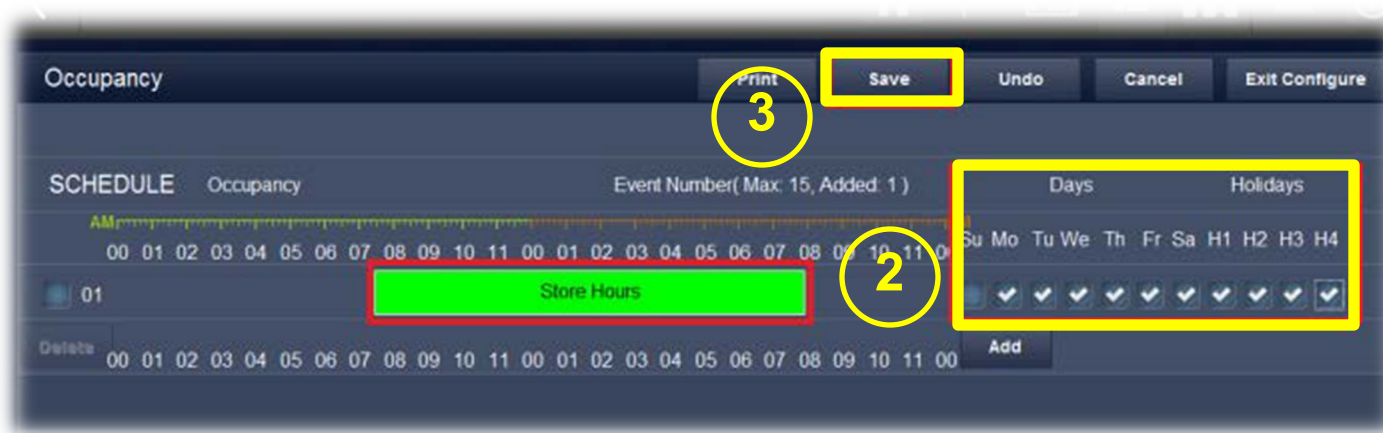 Occupancy Print Save Undo Cancel Exit Configure
3
SCHEDULE Occupancy Event Number( Max: 15, Added: 1 ) Days Holidays
AM
00 01 02 03 04 05 06 07 08 09 10 11 00 01 02 03 04 05 06 07 08 09 10 11 Su Mo Tu We Th Fr Sa H1 H2 H3 H4
01 Store Hours 2
Delete 00 01 02 03 04 05 06 07 08 09 10 11 00 01 02 03 04 05 06 07 08 09 10 11 00 Add